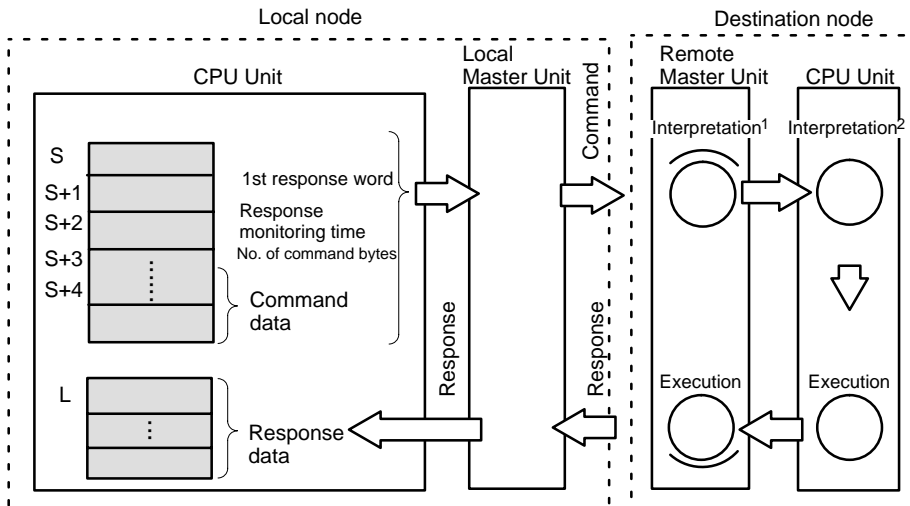 Local node
Destination node
CPU Unit
Local
Master Unit
Command
Remote
Master Unit
CPU Unit
Interpretation1
Interpretation2
S
S+1
S+2
S+3
S+4
1st response word
Response
monitoring time
No. of command bytes
Command
data
Response
Response
L
Response
data
Execution
Execution